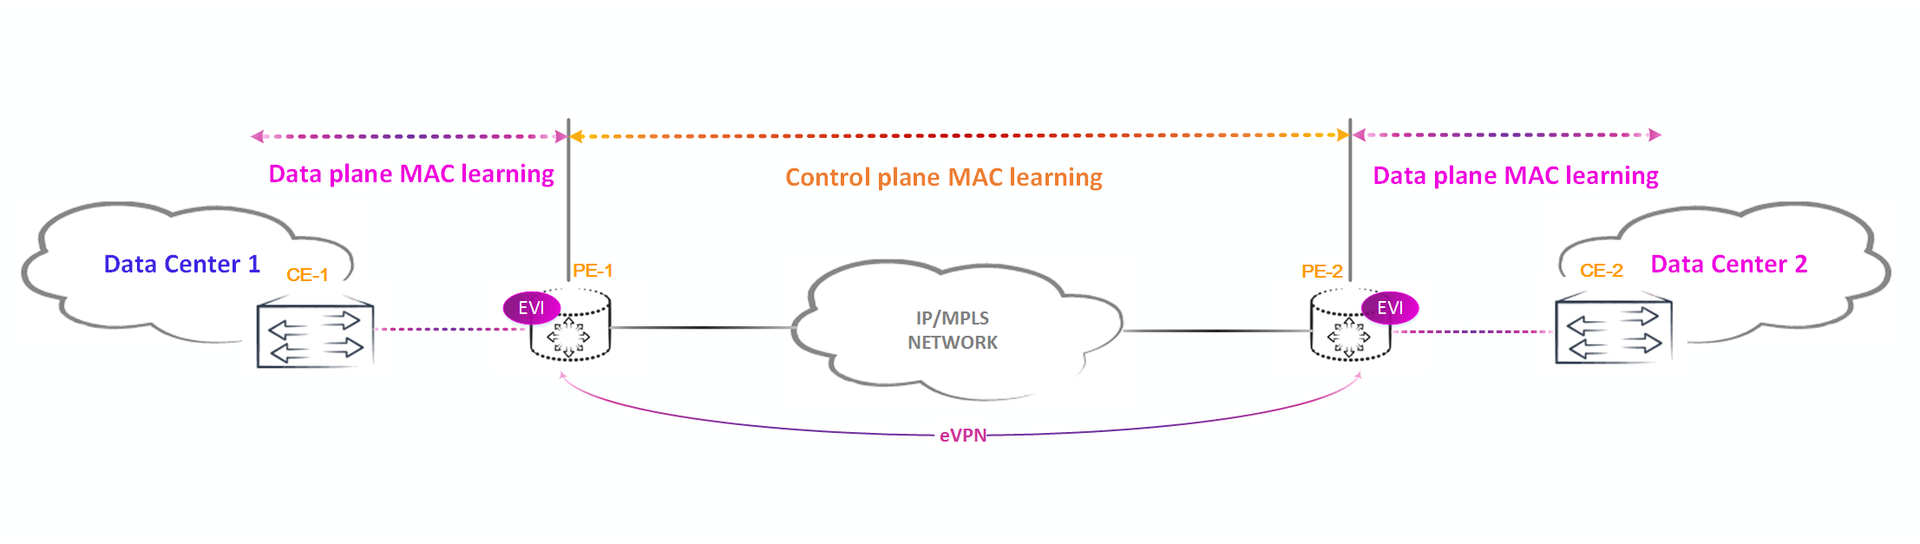 Data plane MAC learning
Control plane MAC learning
Data plane MAC learning
Data Center 1
CE-1
PE-1
PE-2
CE-2
Data Center 2
EVI
EVI
IP/MPLS
NETWORK
eVPN